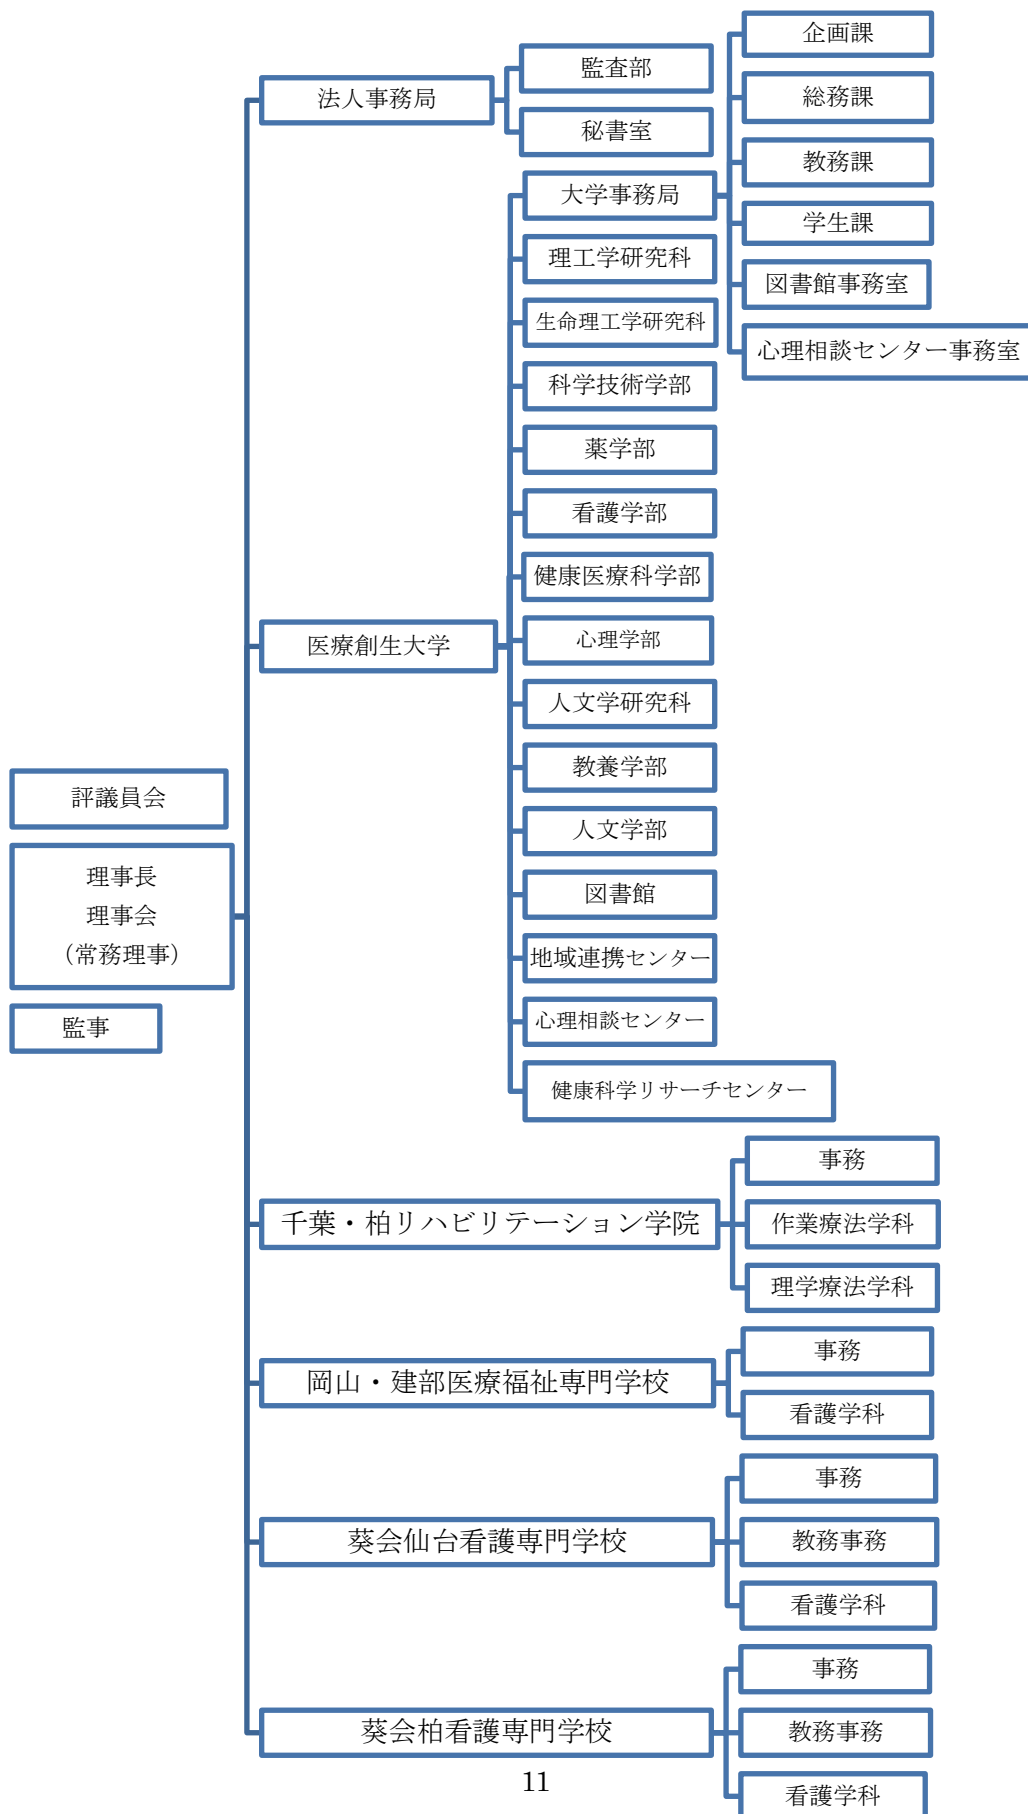 評議員会
理事長
理事会
（常務理事）
監事
法人事務局
監査部
秘書室
医療創生大学
大学事務局
企画課
総務課
教務課
学生課
図書館事務室
心理相談センター事務室
理工学研究科
生命理工学研究科
科学技術学部
薬学部
看護学部
健康医療科学部
心理学部
人文学研究科
教養学部
人文学部
図書館
地域連携センター
心理相談センター
健康科学リサーチセンター
千葉・柏リハビリテーション学院
事務
作業療法学科
理学療法学科
岡山・建部医療福祉専門学校
事務
看護学科
葵会仙台看護専門学校
事務
教務事務
看護学科
葵会柏看護専門学校
事務
教務事務
看護学科
11